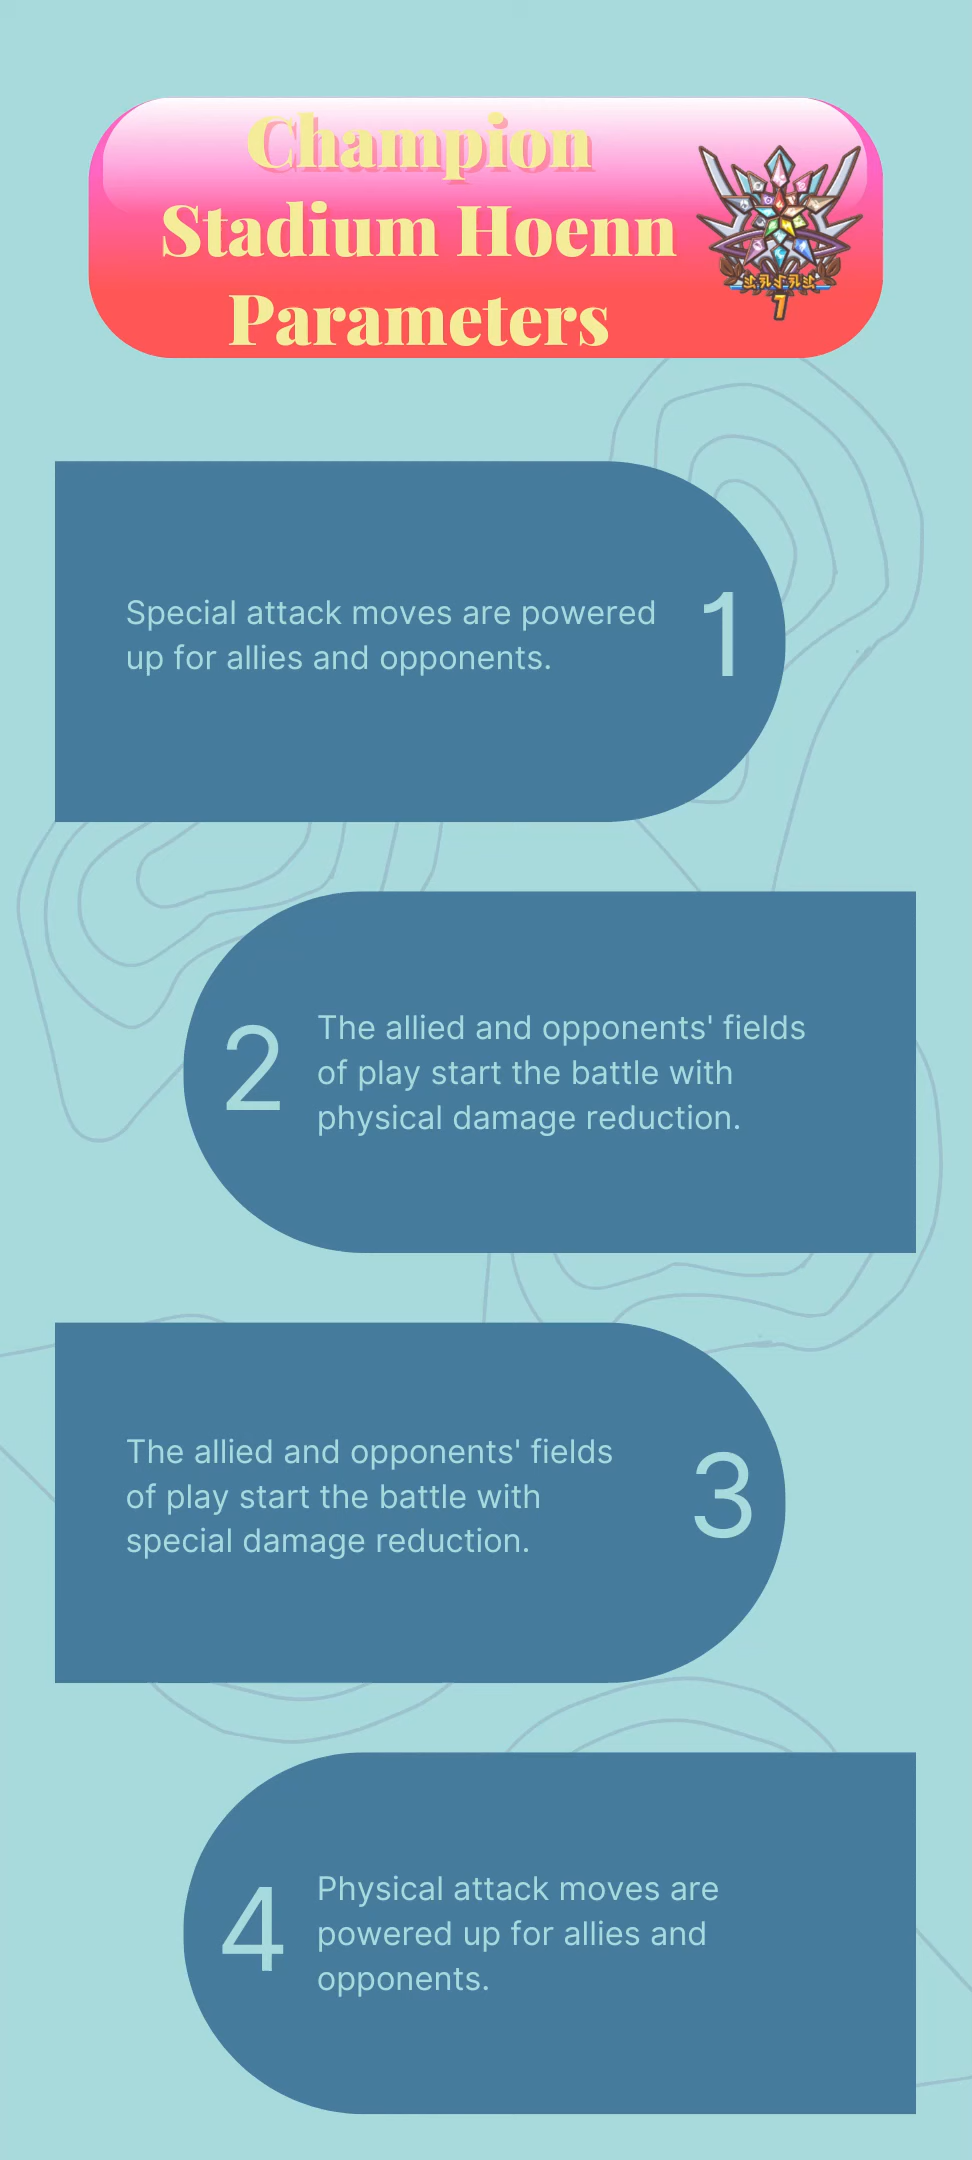 Champion
Stadium Hoenn
Parameters
Special attack moves are powered
up for allies and opponents.
1
2
The allied and opponents' fields
of play start the battle with
physical damage reduction.
The allied and opponents' fields
of play start the battle with
special damage reduction.
3
4
Physical attack moves are
powered up for allies and
opponents.